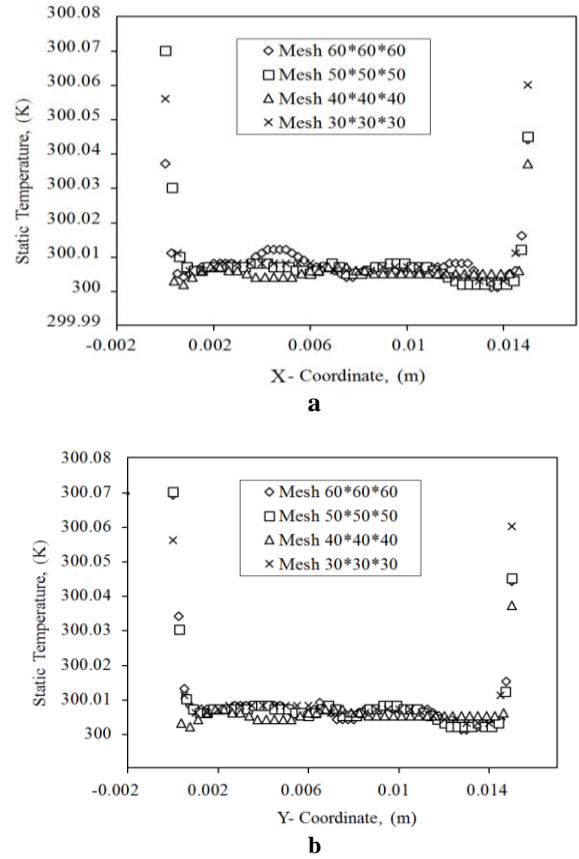 300.08
300.07
300.06
300.05
300.04
300.03
300.02
300.01
300
299.99
Static Temperature, (K)
Mesh 60*60*60
Mesh 50*50*50
Mesh 40*40*40
Mesh 30*30*30
-0.002 0.002 0.006 0.01 0.014
X- Coordinate, (m)
a
300.08
300.07
300.06
300.05
300.04
300.03
300.02
300.01
300
Static Temperature, (K)
Mesh 60*60*60
Mesh 50*50*50
Mesh 40*40*40
Mesh 30*30*30
-0.002 0.002 0.006 0.01 0.014
Y- Coordinate, (m)
b